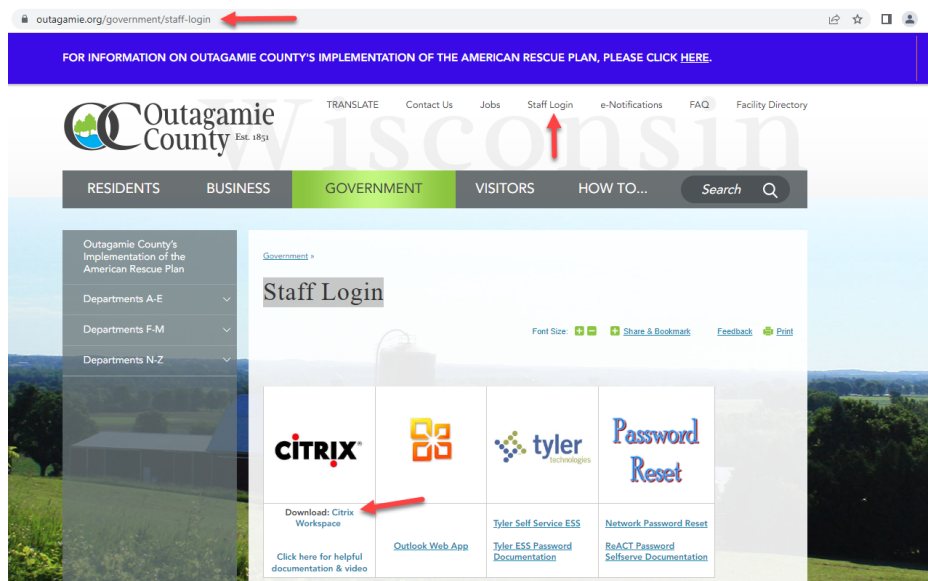 outagamie.org/government/staff-login
FOR INFORMATION ON OUTAGAMIE COUNTY'S IMPLEMENTATION OF THE AMERICAN RESCUE PLAN, PLEASE CLICK HERE.
Wisconsin
Outagamie
County Est. 1851
TRANSLATE Contact Us Jobs Staff Login e-Notifications FAQ Facility Directory
RESIDENTS BUSINESS GOVERNMENT VISITORS HOW TO... Search
Outagamie County's
Implementation of the
American Rescue Plan
Departments A-E
Departments F-M
Departments N-Z
Government »
Staff Login
Font Size: Share & Bookmark Feedback Print
CITRIX®
tyler
technologies
Password
Reset
Download: Citrix
Workspace
Click here for helpful
documentation & video
Outlook Web App
Tyler Self Service ESS
Tyler ESS Password
Documentation
Network Password Reset
ReACT Password
Selfserve Documentation